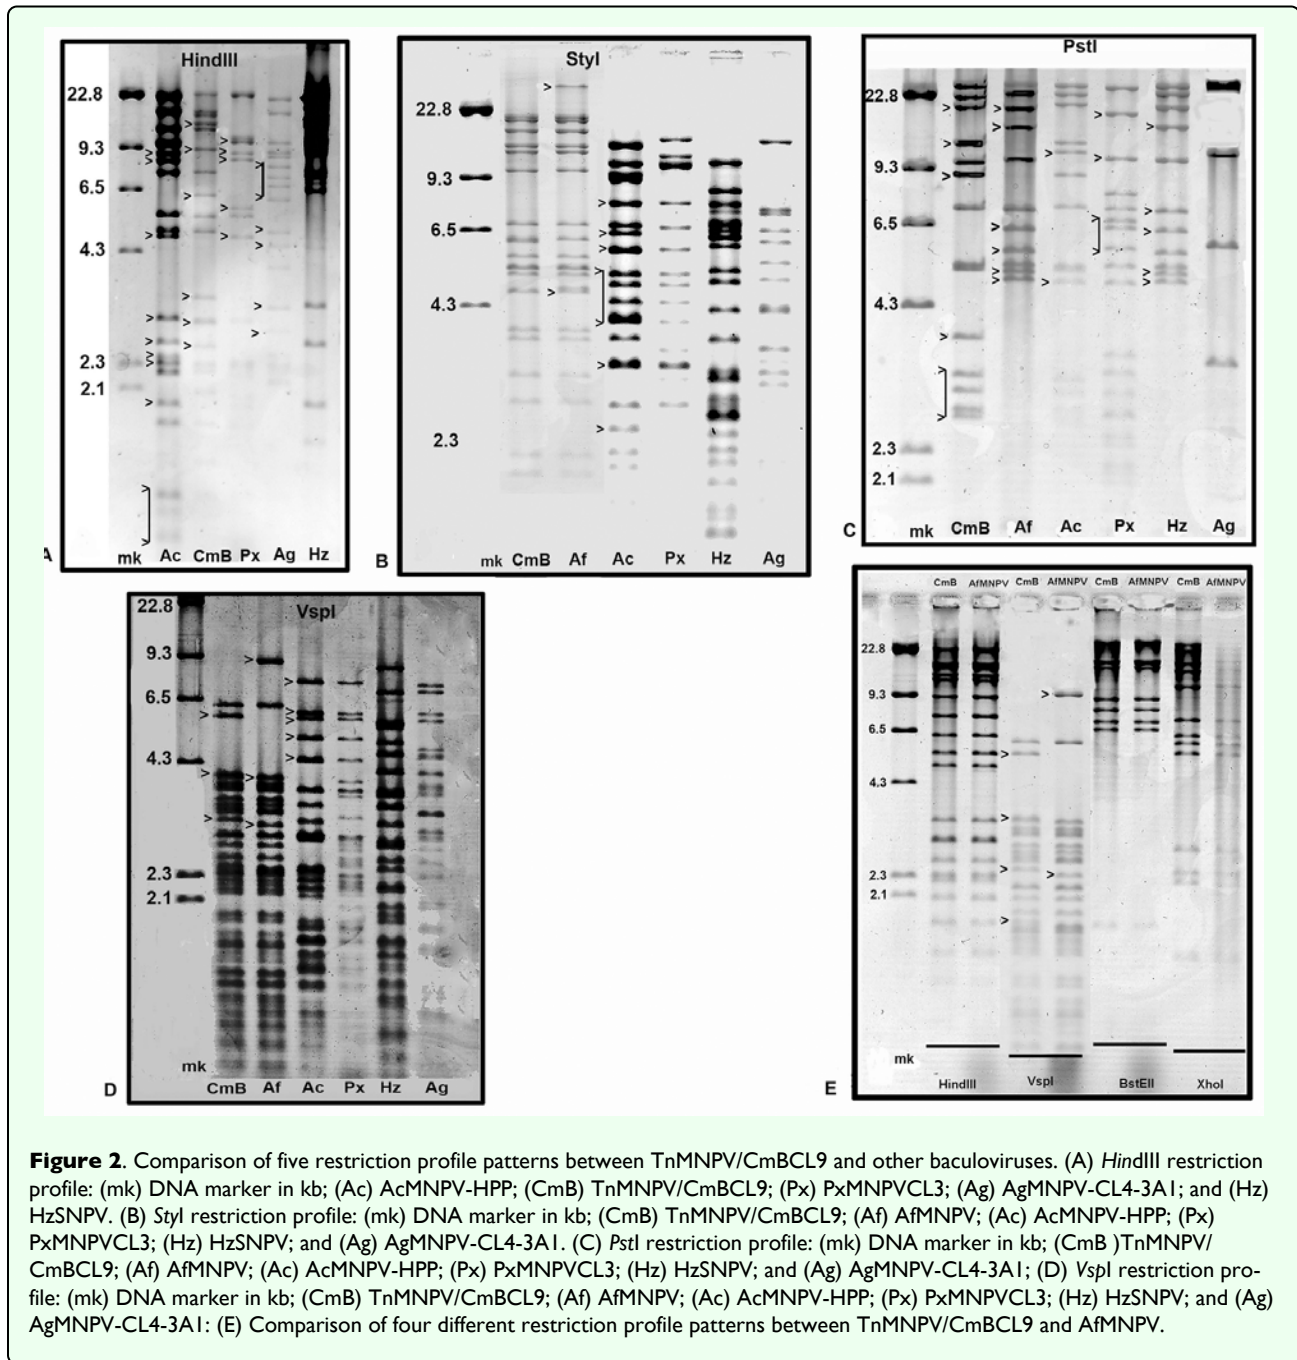 HindIII
22.8
9.3
6.5
4.3
2.3
2.1
A mk Ac CmB Px Ag Hz
StyI
22.8
9.3
6.5
4.3
2.3
B mk CmB Af Ac Px Hz Ag
PstI
22.8
9.3
6.5
4.3
2.3
2.1
C mk CmB Af Ac Px Hz Ag
VspI
22.8
9.3
6.5
4.3
2.3
2.1
mk
D CmB Af Ac Px Hz Ag
CmB AfMNPV CmB AfMNPV CmB AfMNPV CmB AfMNPV
22.8
9.3
6.5
4.3
2.3
2.1
mk
E HindIII VspI BstEII XhoI
Figure 2. Comparison of five restriction profile patterns between TnMNPV/CmBCL9 and other baculoviruses. (A) HindIII restriction
profile: (mk) DNA marker in kb; (Ac) AcMNPV-HPP; (CmB) TnMNPV/CmBCL9; (Px) PxMNPVCL3; (Ag) AgMNPV-CL4-3A1; and (Hz)
HzSNPV. (B) StyI restriction profile: (mk) DNA marker in kb; (CmB) TnMNPV/CmBCL9; (Af) AfMNPV; (Ac) AcMNPV-HPP; (Px)
PxMNPVCL3; (Hz) HzSNPV; and (Ag) AgMNPV-CL4-3A1. (C) PstI restriction profile: (mk) DNA marker in kb; (CmB )TnMNPV/
CmBCL9; (Af) AfMNPV; (Ac) AcMNPV-HPP; (Px) PxMNPVCL3; (Hz) HzSNPV; and (Ag) AgMNPV-CL4-3A1; (D) VspI restriction pro-
file: (mk) DNA marker in kb; (CmB) TnMNPV/CmBCL9; (Af) AfMNPV; (Ac) AcMNPV-HPP; (Px) PxMNPVCL3; (Hz) HzSNPV; and (Ag)
AgMNPV-CL4-3A1: (E) Comparison of four different restriction profile patterns between TnMNPV/CmBCL9 and AfMNPV.